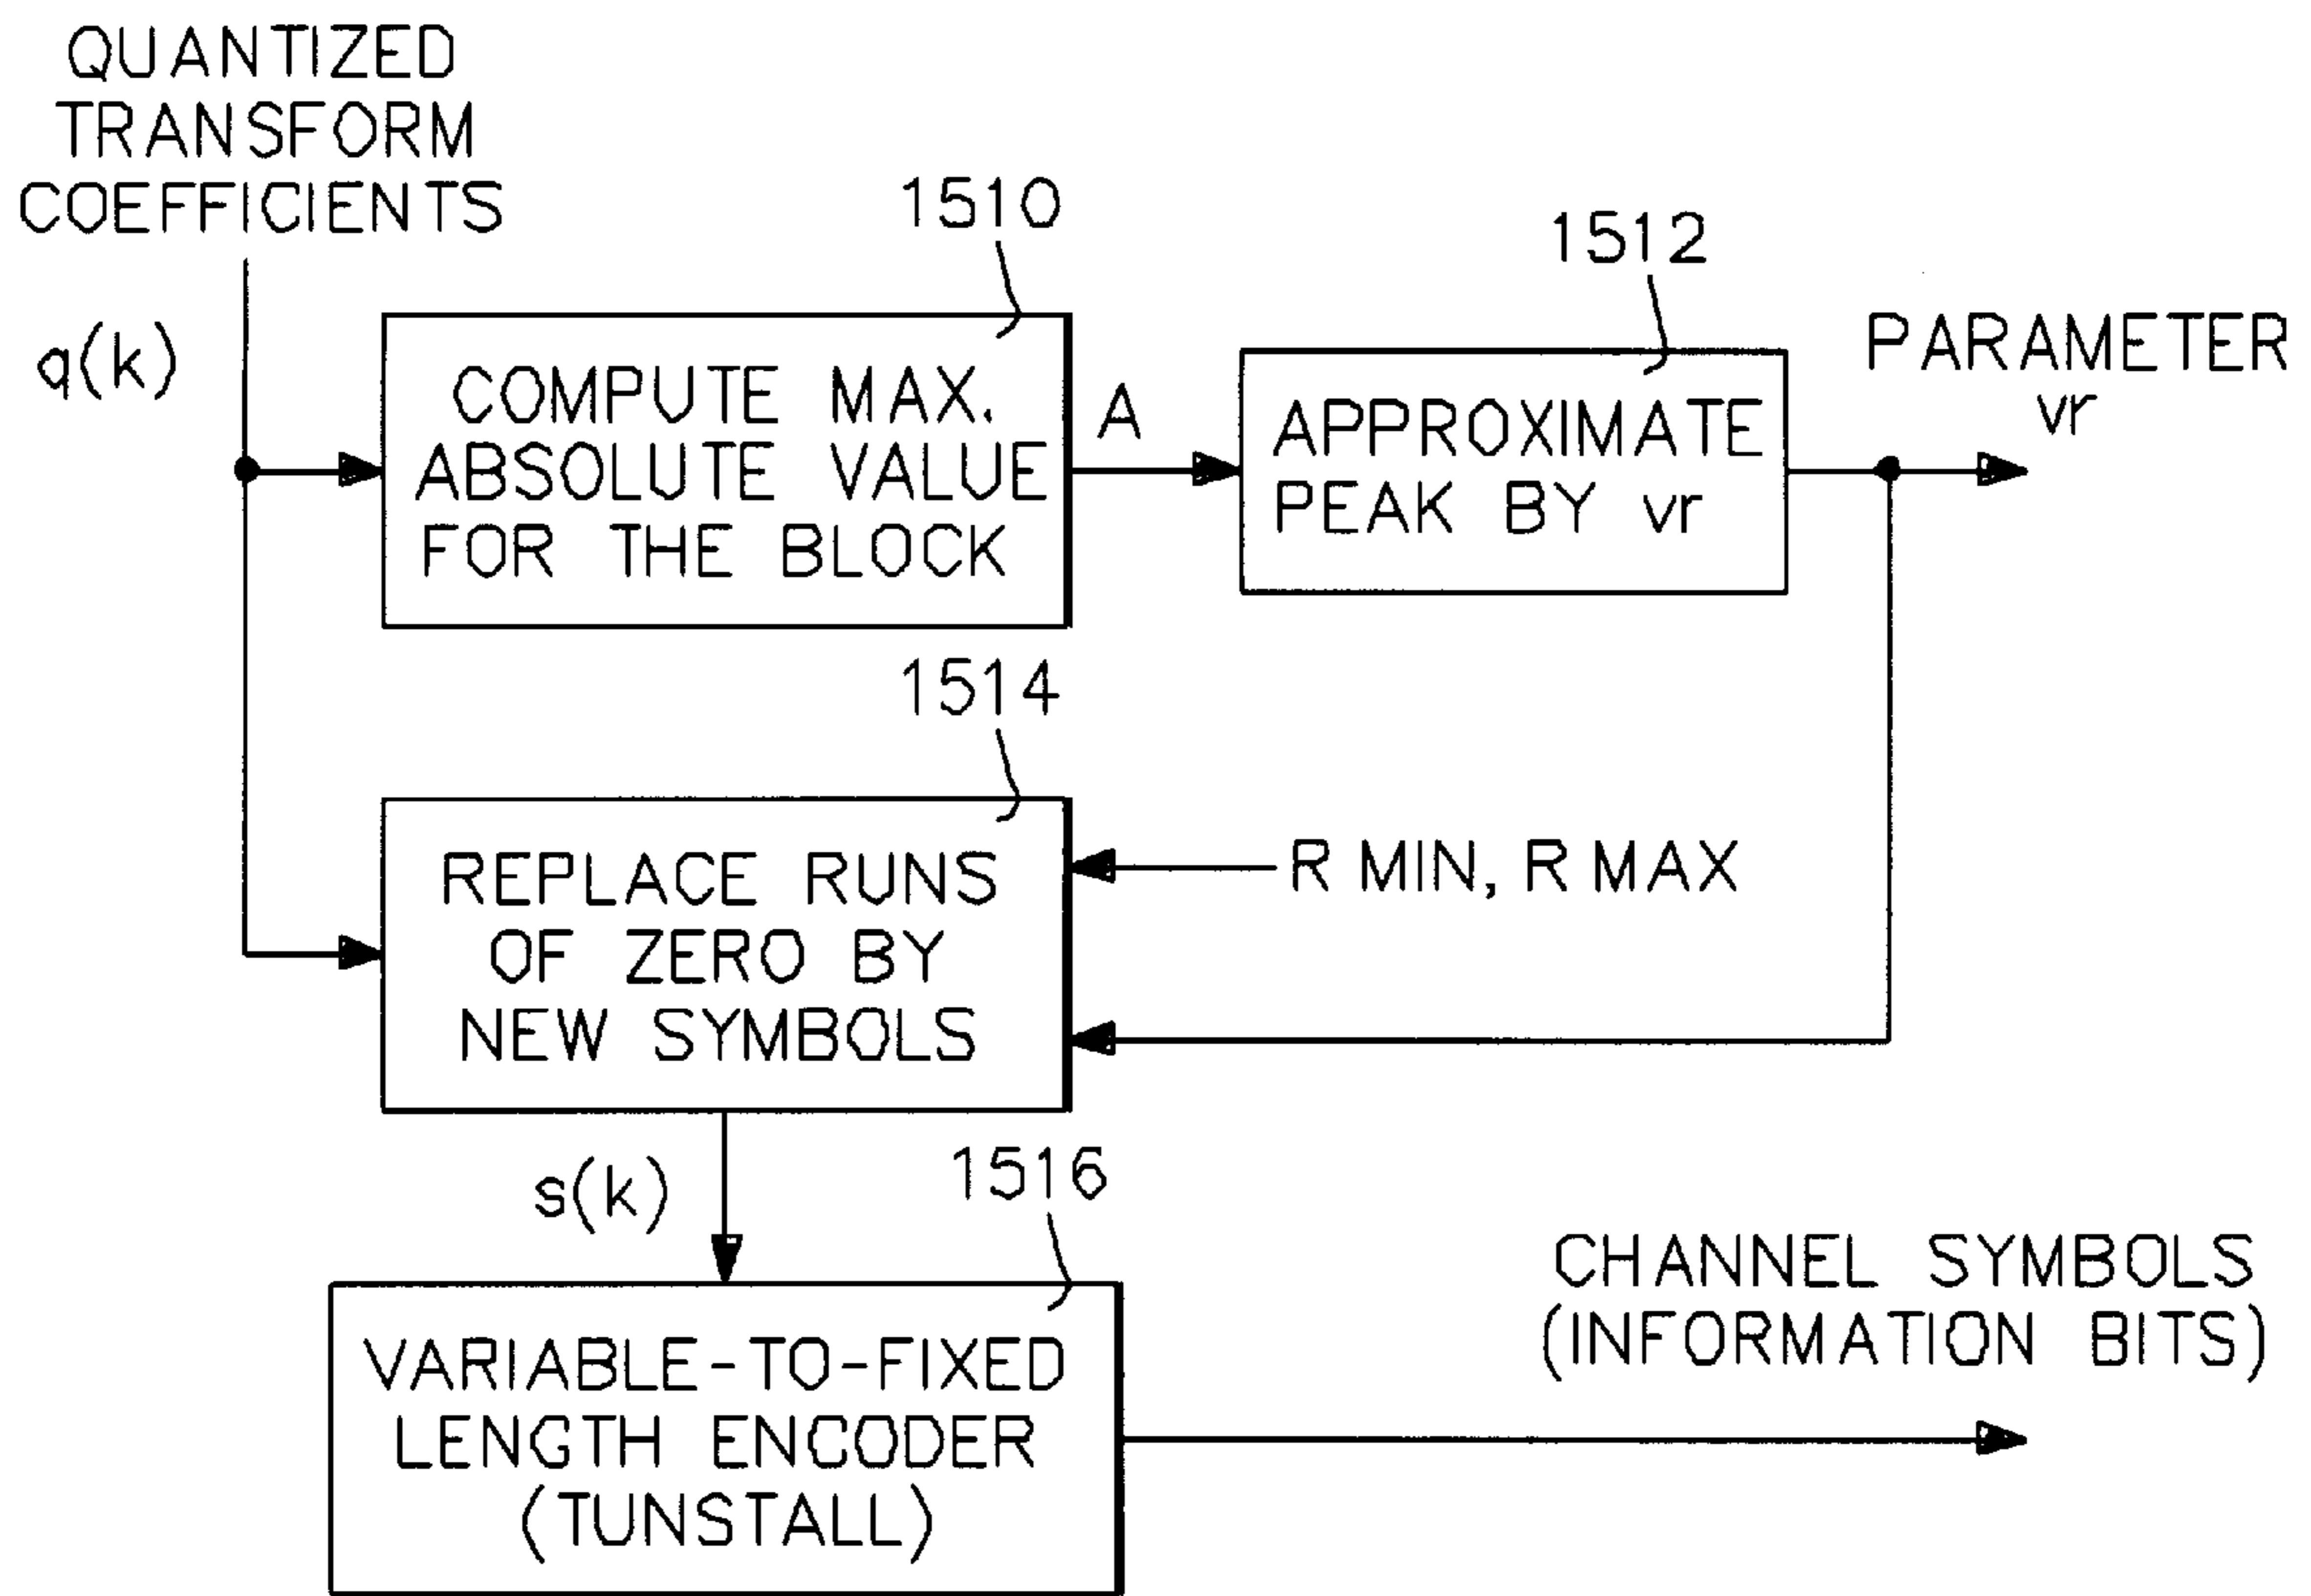 QUANTIZED
TRANSFORM
COEFFICIENTS
q(k)
1510
COMPUTE MAX.
ABSOLUTE VALUE
FOR THE BLOCK
A
1512
APPROXIMATE
PEAK BY vr
PARAMETER
vr
1514
REPLACE RUNS
OF ZERO BY
NEW SYMBOLS
R MIN, R MAX
s(k)
1516
VARIABLE-TO-FIXED
LENGTH ENCODER
(TUNSTALL)
CHANNEL SYMBOLS
(INFORMATION BITS)